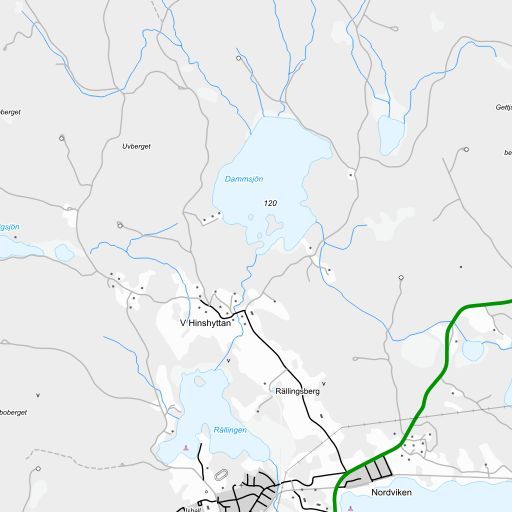 Uvberget
Dammsjön
120
V Hinshyttan
Rällingsberg
Rällingen
Nordviken